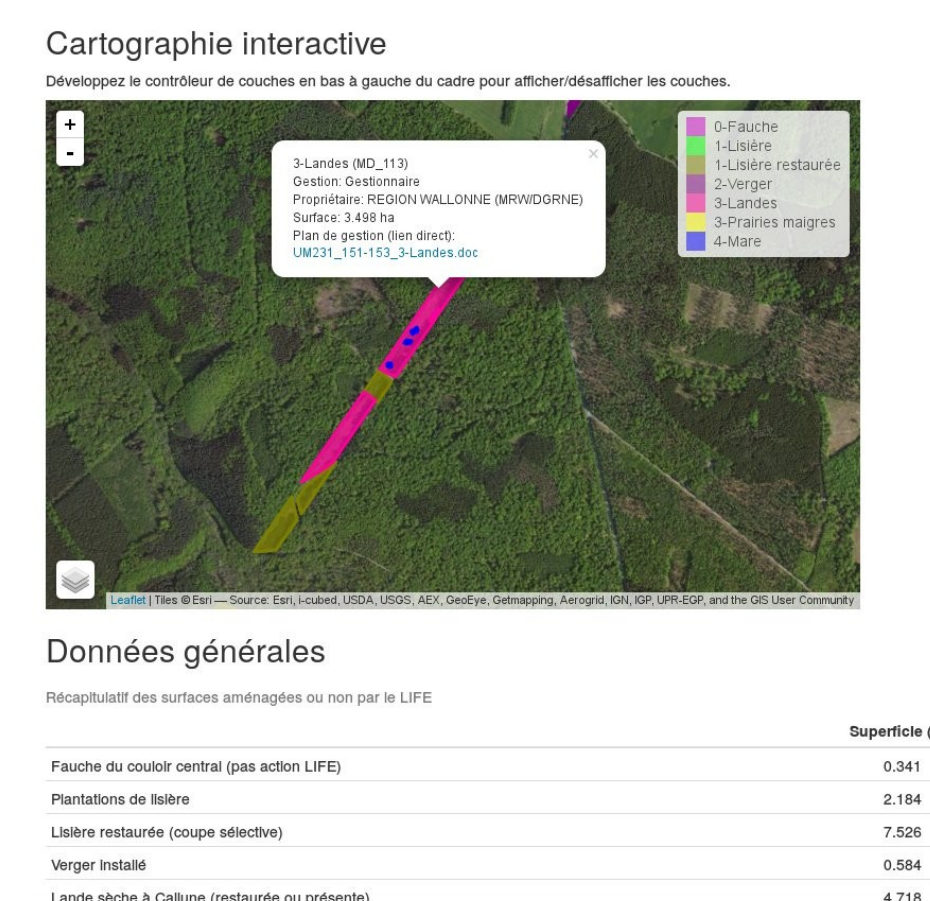 Cartographie interactive
Développez le contrôleur de couches en bas à gauche du cadre pour afficher/désafficher les couches.
+
-
×
3-Landes (MD_113)
Gestion: Gestionnaire
Propriétaire: REGION WALLONNE (MRW/DGRNE)
Surface: 3.498 ha
Plan de gestion (lien direct):
UM231_151-153_3-Landes.doc
0-Fauche
1-Lisière
1-Lisière restaurée
2-Verger
3-Landes
3-Prairies maigres
4-Mare
Leaflet | Tiles © Esri — Source: Esri, i-cubed, USDA, USGS, AEX, GeoEye, Getmapping, Aerogrid, IGN, IGP, UPR-EGP, and the GIS User Community
Données générales
Récapitulatif des surfaces aménagées ou non par le LIFE
Superficie (
Fauche du couloir central (pas action LIFE) 0.341
Plantations de lisière 2.184
Lisière restaurée (coupe sélective) 7.526
Verger installé 0.584
Lande sèche à Callune (restaurée ou présente) 4.718